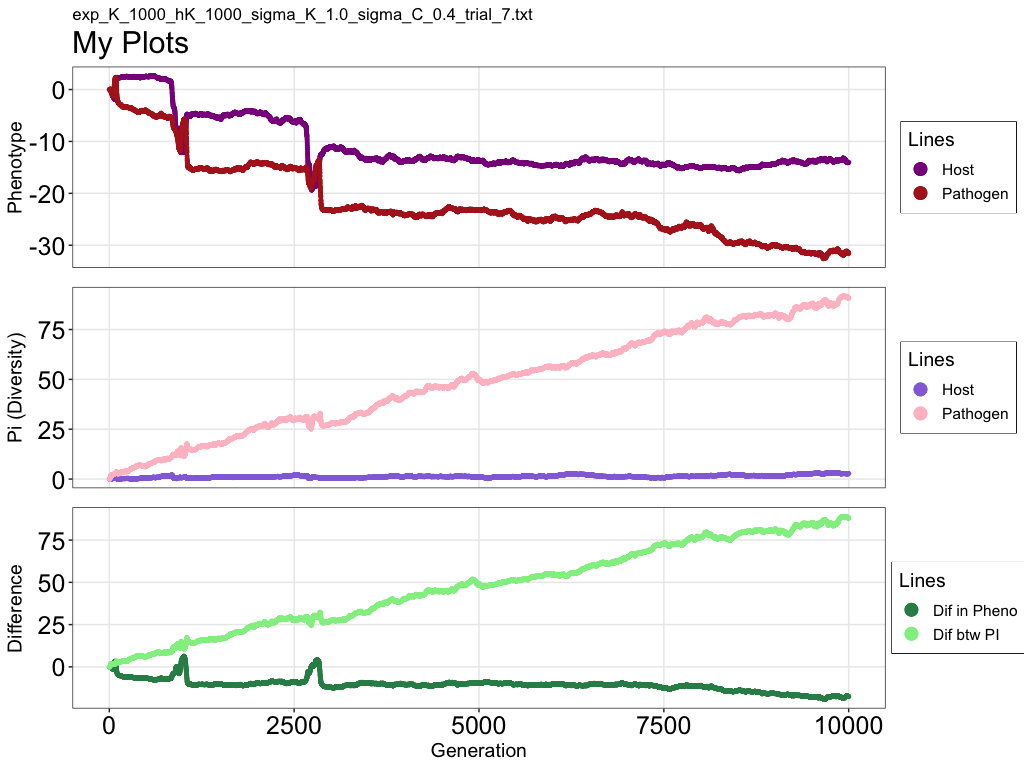 exp_K_1000_hK_1000_sigma_K_1.0_sigma_C_0.4_trial_7.txt
My Plots
Phenotype
0
-10
-20
-30
Lines
Host
Pathogen
Pi (Diversity)
75
50
25
0
Lines
Host
Pathogen
Difference
75
50
25
0
Lines
Dif in Pheno
Dif btw PI
0
2500
5000
7500
10000
Generation